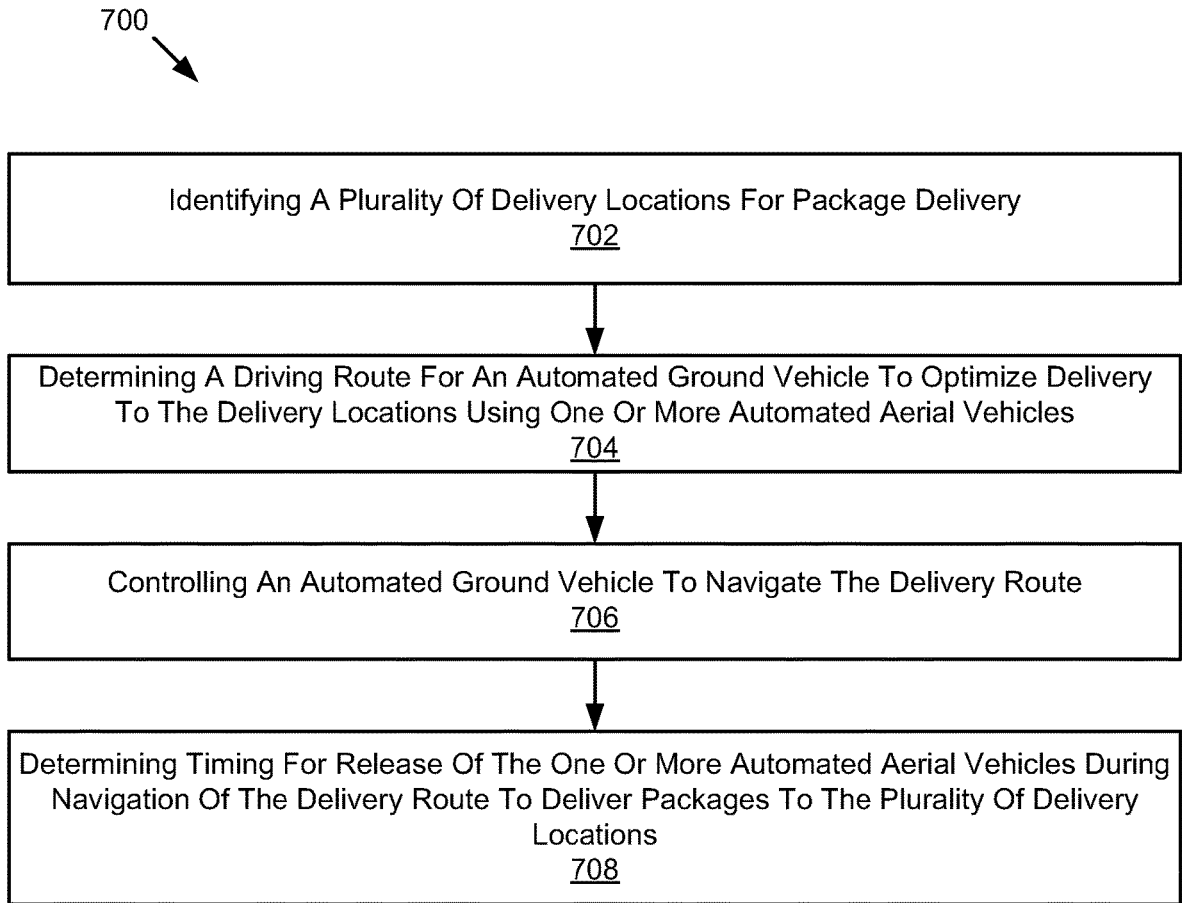 700
Identifying A Plurality Of Delivery Locations For Package Delivery
702
Determining A Driving Route For An Automated Ground Vehicle To Optimize Delivery
To The Delivery Locations Using One Or More Automated Aerial Vehicles
704
Controlling An Automated Ground Vehicle To Navigate The Delivery Route
706
Determining Timing For Release Of The One Or More Automated Aerial Vehicles During
Navigation Of The Delivery Route To Deliver Packages To The Plurality Of Delivery
Locations
708